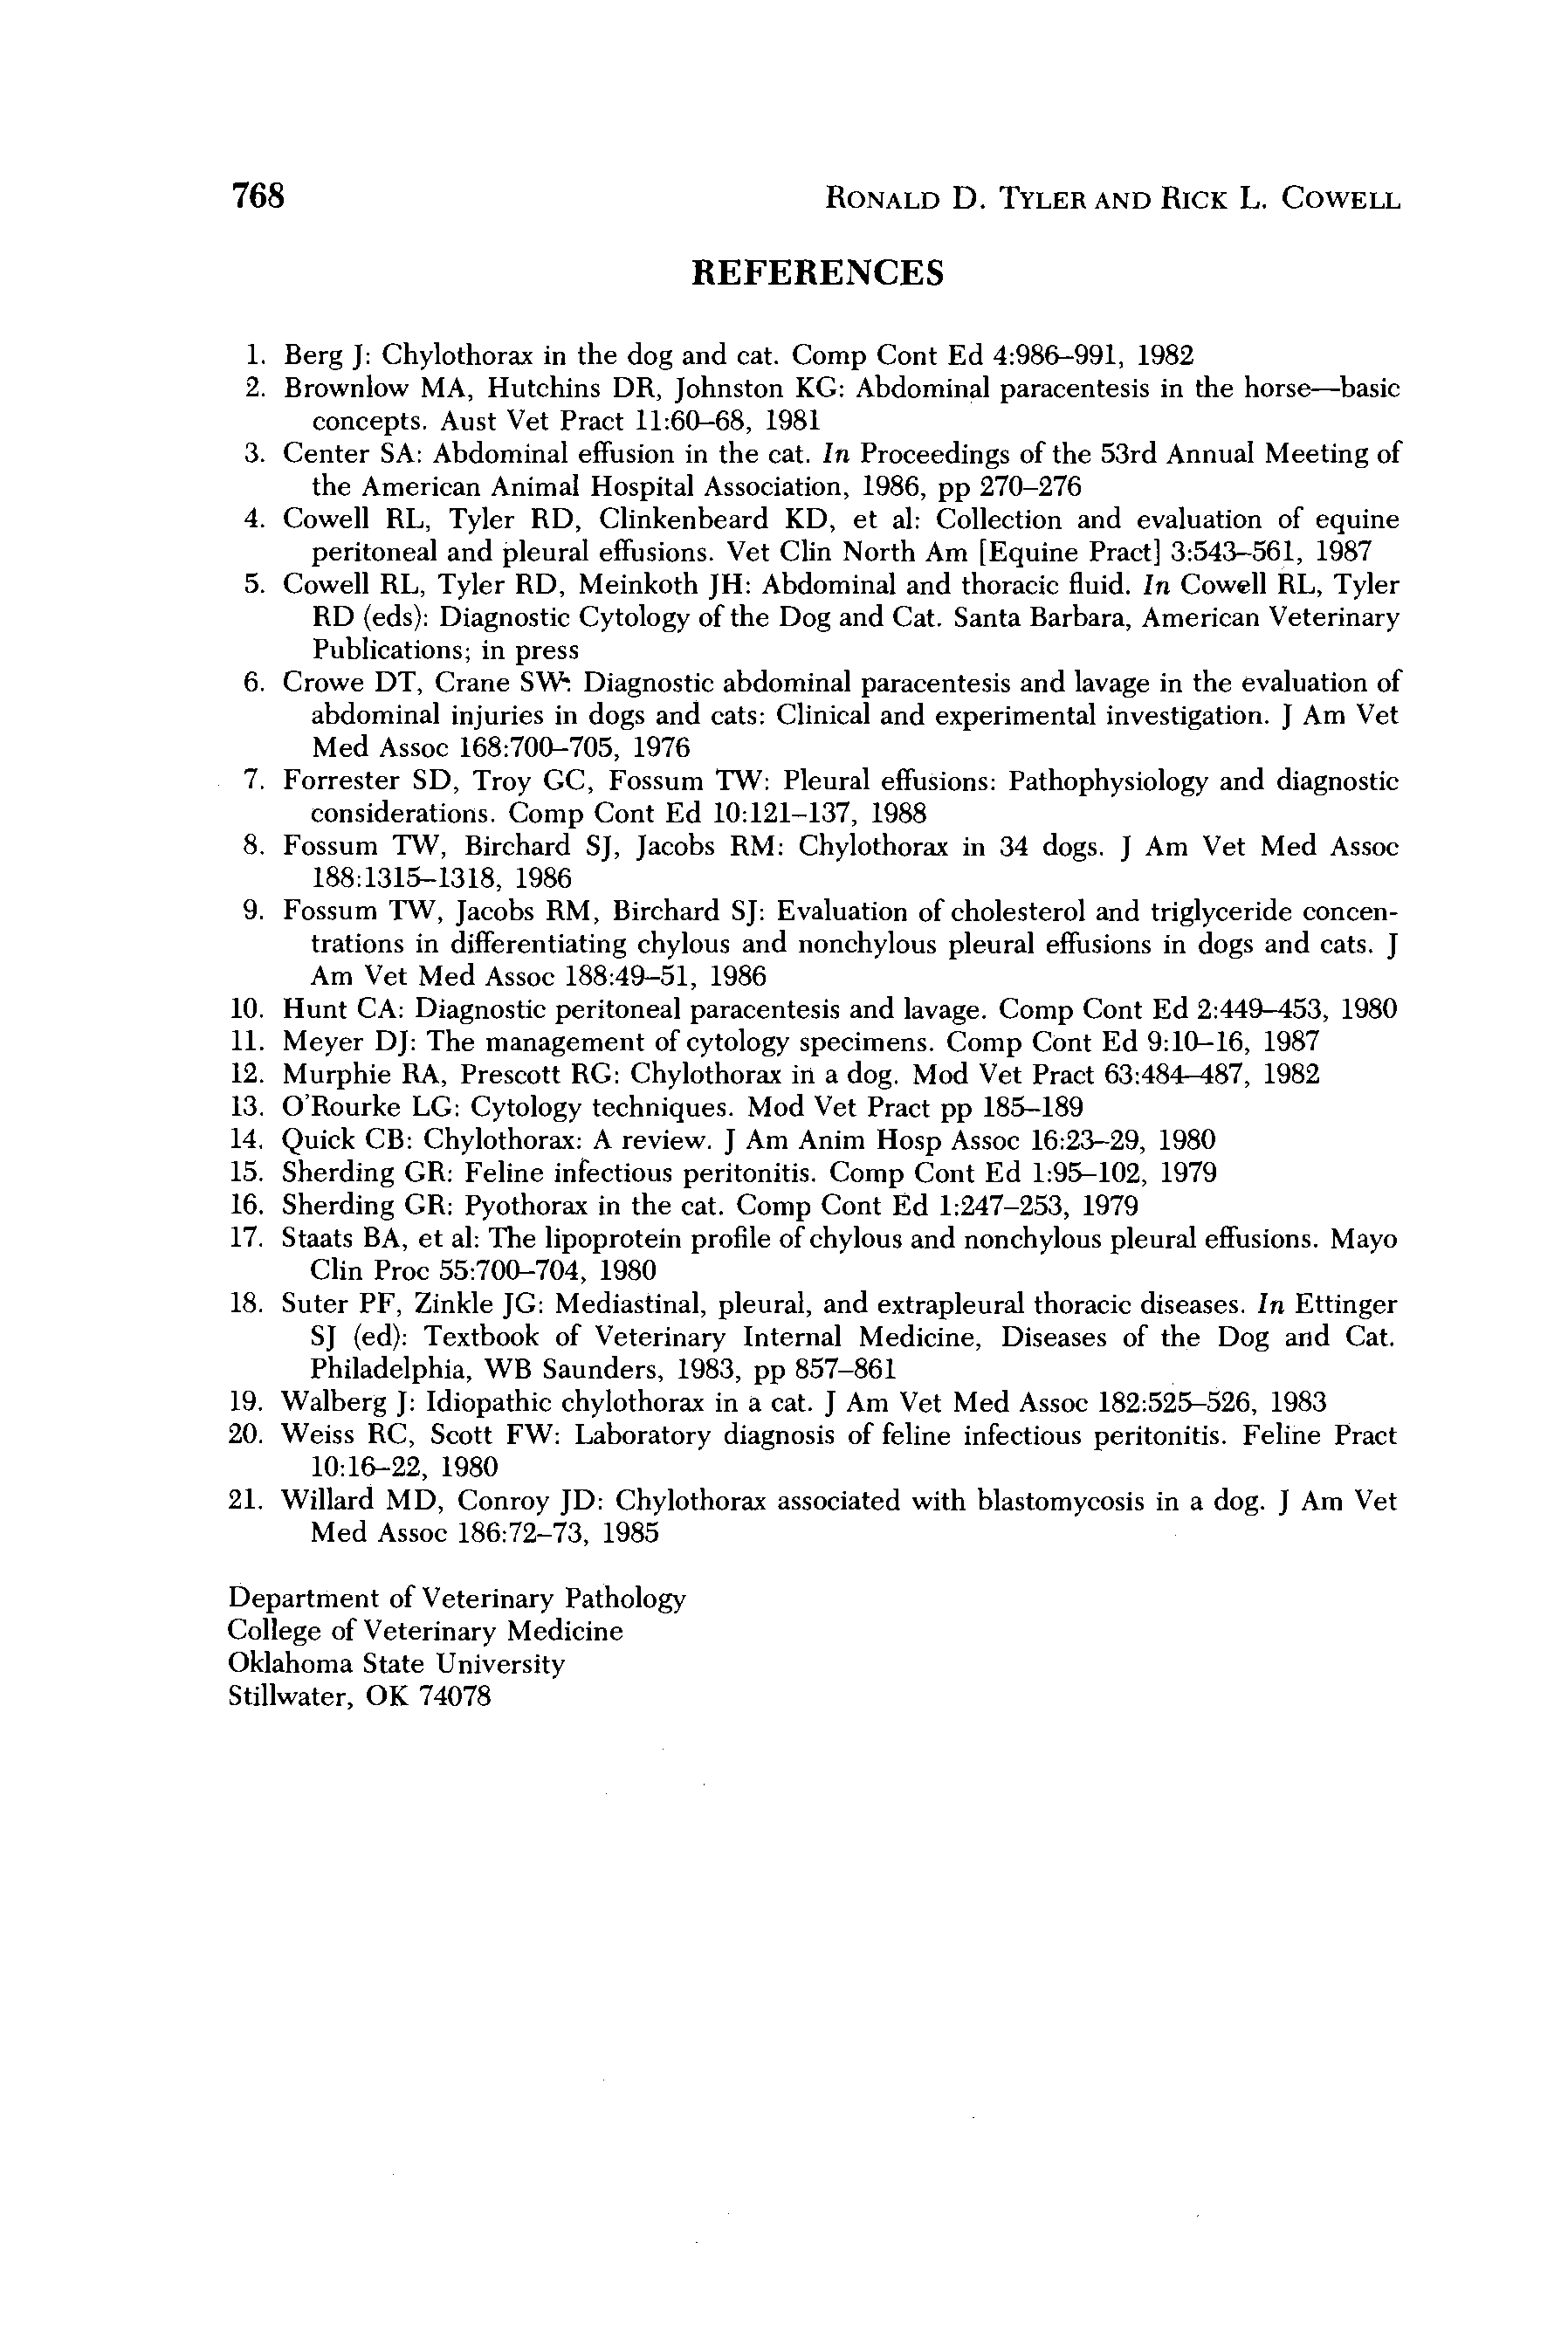 768 RONALD D. TYLER AND RICK L. COWELL
REFERENCES
1. Berg J: Chylothorax in the dog and cat. Comp Cont Ed 4:986–991, 1982
2. Brownlow MA, Hutchins DR, Johnston KG: Abdominal paracentesis in the horse—basic
concepts. Aust Vet Pract 11:60–68, 1981
3. Center SA: Abdominal effusion in the cat. In Proceedings of the 53rd Annual Meeting of
the American Animal Hospital Association, 1986, pp 270–276
4. Cowell RL, Tyler RD, Clinkenbeard KD, et al: Collection and evaluation of equine
peritoneal and pleural effusions. Vet Clin North Am [Equine Pract] 3:543–561, 1987
5. Cowell RL, Tyler RD, Meinkoth JH: Abdominal and thoracic fluid. In Cowell RL, Tyler
RD (eds): Diagnostic Cytology of the Dog and Cat. Santa Barbara, American Veterinary
Publications; in press
6. Crowe DT, Crane SW: Diagnostic abdominal paracentesis and lavage in the evaluation of
abdominal injuries in dogs and cats: Clinical and experimental investigation. J Am Vet
Med Assoc 168:700–705, 1976
7. Forrester SD, Troy GC, Fossum TW: Pleural effusions: Pathophysiology and diagnostic
considerations. Comp Cont Ed 10:121–137, 1988
8. Fossum TW, Birchard SJ, Jacobs RM: Chylothorax in 34 dogs. J Am Vet Med Assoc
188:1315–1318, 1986
9. Fossum TW, Jacobs RM, Birchard SJ: Evaluation of cholesterol and triglyceride concen-
trations in differentiating chylous and nonchylous pleural effusions in dogs and cats. J
Am Vet Med Assoc 188:49–51, 1986
10. Hunt CA: Diagnostic peritoneal paracentesis and lavage. Comp Cont Ed 2:449–453, 1980
11. Meyer DJ: The management of cytology specimens. Comp Cont Ed 9:10–16, 1987
12. Murphie RA, Prescott RG: Chylothorax in a dog. Mod Vet Pract 63:484–487, 1982
13. O'Rourke LG: Cytology techniques. Mod Vet Pract pp 185–189
14. Quick CB: Chylothorax: A review. J Am Anim Hosp Assoc 16:23–29, 1980
15. Sherding GR: Feline infectious peritonitis. Comp Cont Ed 1:95–102, 1979
16. Sherding GR: Pyothorax in the cat. Comp Cont Ed 1:247–253, 1979
17. Staats BA, et al: The lipoprotein profile of chylous and nonchylous pleural effusions. Mayo
Clin Proc 55:700–704, 1980
18. Suter PF, Zinkle JG: Mediastinal, pleural, and extrapleural thoracic diseases. In Ettinger
SJ (ed): Textbook of Veterinary Internal Medicine, Diseases of the Dog and Cat.
Philadelphia, WB Saunders, 1983, pp 857–861
19. Walberg J: Idiopathic chylothorax in a cat. J Am Vet Med Assoc 182:525–526, 1983
20. Weiss RC, Scott FW: Laboratory diagnosis of feline infectious peritonitis. Feline Pract
10:16–22, 1980
21. Willard MD, Conroy JD: Chylothorax associated with blastomycosis in a dog. J Am Vet
Med Assoc 186:72–73, 1985
Department of Veterinary Pathology
College of Veterinary Medicine
Oklahoma State University
Stillwater, OK 74078